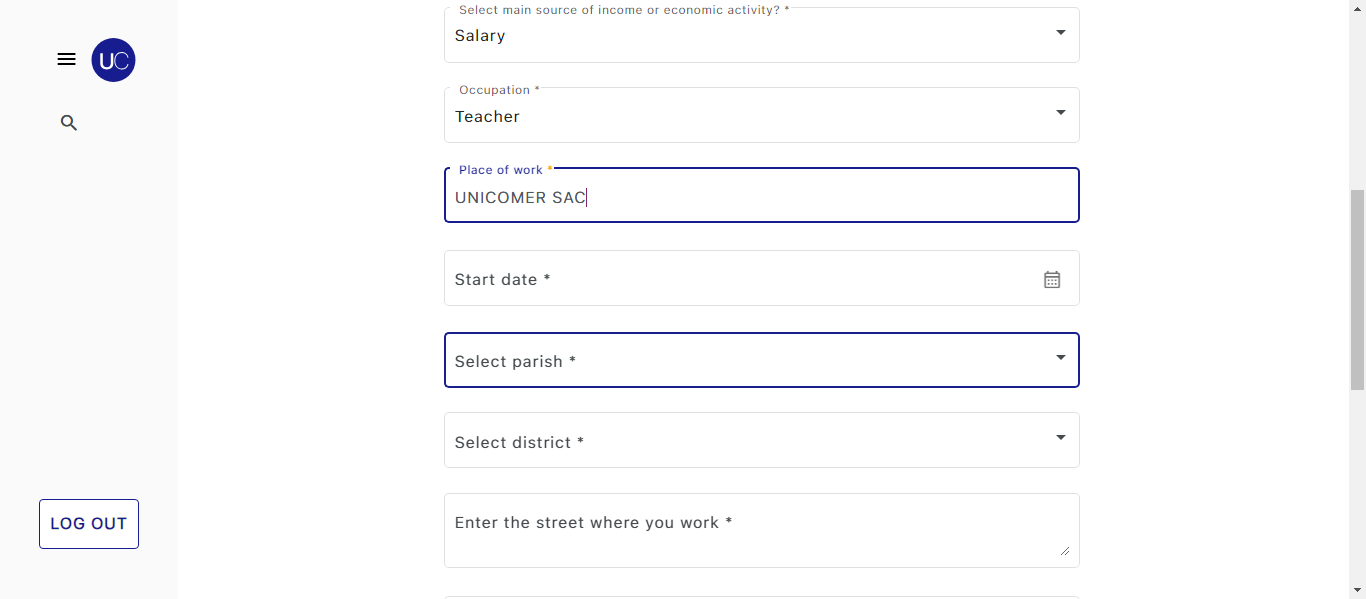 Select main source of income or economic activity? *
Salary
UC
Occupation *
Teacher
Place of work *
UNICOMER SAC
Start date *
Select parish *
Select district *
Enter the street where you work *
LOG OUT